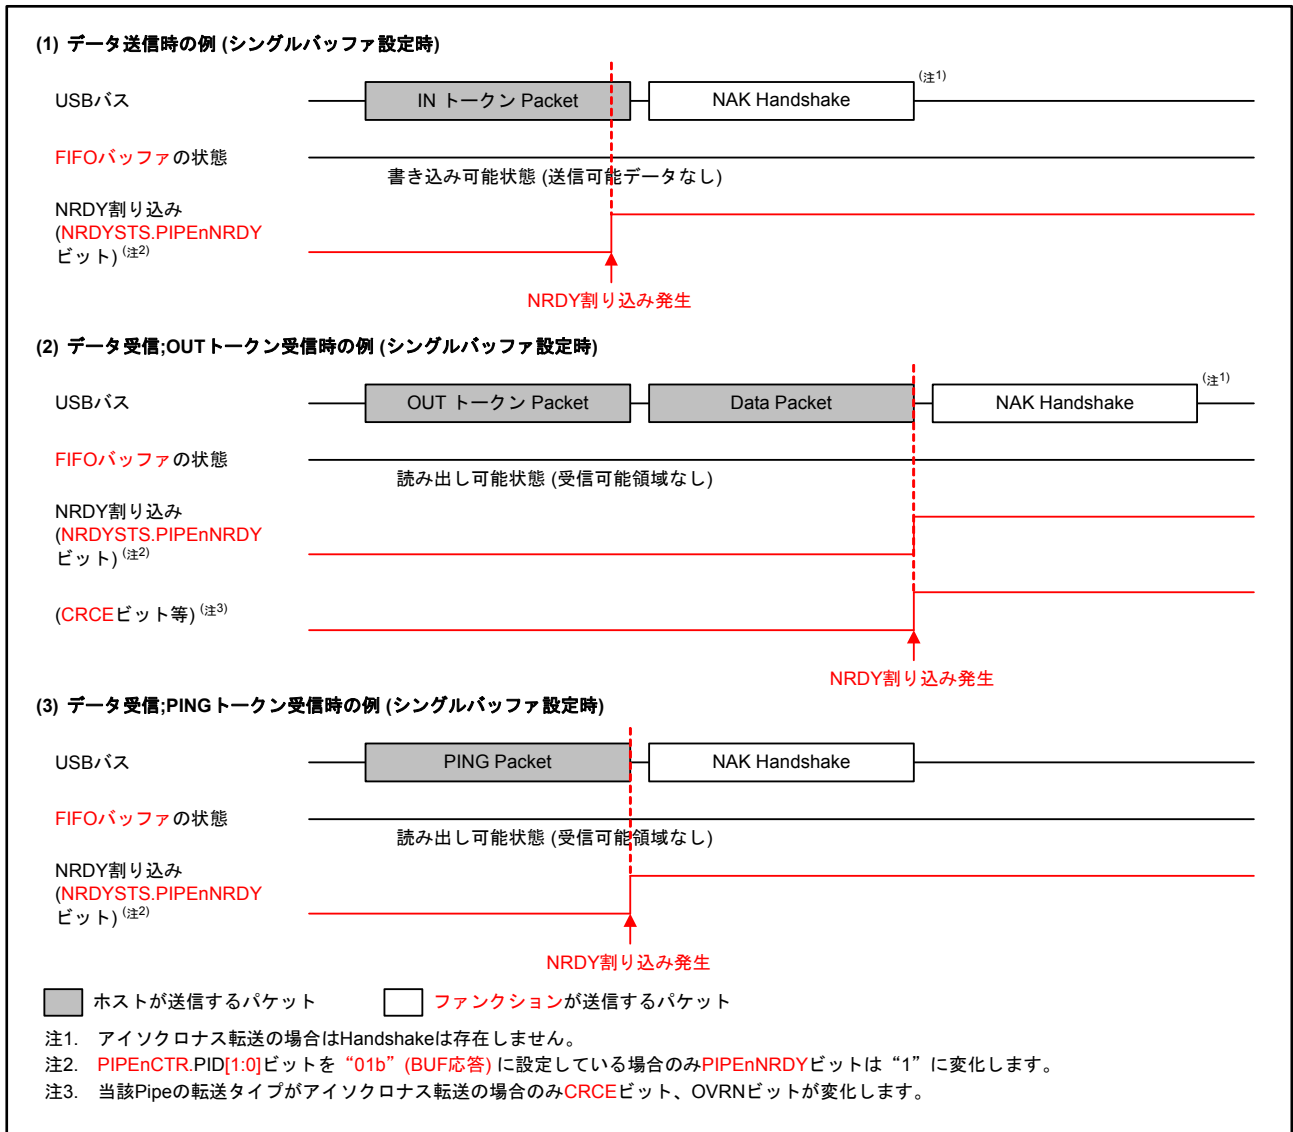 (1) データ送信時の例 (シングルバッファ設定時)
USBバス
IN トークン Packet
NAK Handshake
(注1)
FIFOバッファの状態
書き込み可能状態 (送信可能データなし)
NRDY割り込み
(NRDYSTS.PIPEnNRDY
ビット) (注2)
NRDY割り込み発生
(2) データ受信;OUTトークン受信時の例 (シングルバッファ設定時)
USBバス
OUT トークン Packet
Data Packet
NAK Handshake
(注1)
FIFOバッファの状態
読み出し可能状態 (受信可能領域なし)
NRDY割り込み
(NRDYSTS.PIPEnNRDY
ビット) (注2)
(CRCEビット等) (注3)
NRDY割り込み発生
(3) データ受信;PINGトークン受信時の例 (シングルバッファ設定時)
USBバス
PING Packet
NAK Handshake
FIFOバッファの状態
読み出し可能状態 (受信可能領域なし)
NRDY割り込み
(NRDYSTS.PIPEnNRDY
ビット) (注2)
NRDY割り込み発生
ホストが送信するパケット
ファンクションが送信するパケット
注1. アイソクロナス転送の場合はHandshakeは存在しません。
注2. PIPEnCTR.PID[1:0]ビットを“01b” (BUF応答) に設定している場合のみPIPEnNRDYビットは“1”に変化します。
注3. 当該Pipeの転送タイプがアイソクロナス転送の場合のみCRCEビット、OVRNビットが変化します。